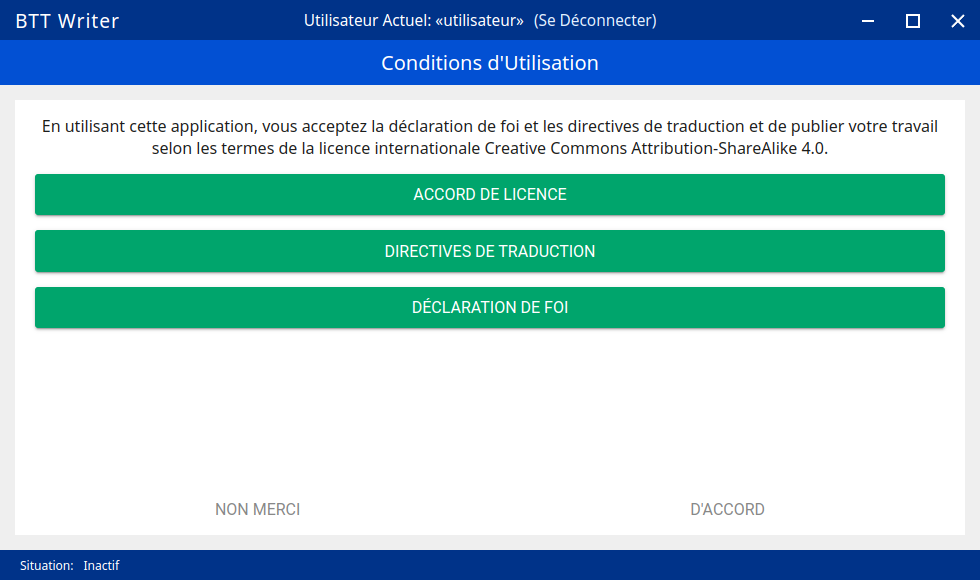 BTT Writer
Utilisateur Actuel: «utilisateur» (Se Déconnecter)
Conditions d'Utilisation
En utilisant cette application, vous acceptez la déclaration de foi et les directives de traduction et de publier votre travail
selon les termes de la licence internationale Creative Commons Attribution-ShareAlike 4.0.
ACCORD DE LICENCE
DIRECTIVES DE TRADUCTION
DÉCLARATION DE FOI
NON MERCI
D'ACCORD
Situation: Inactif